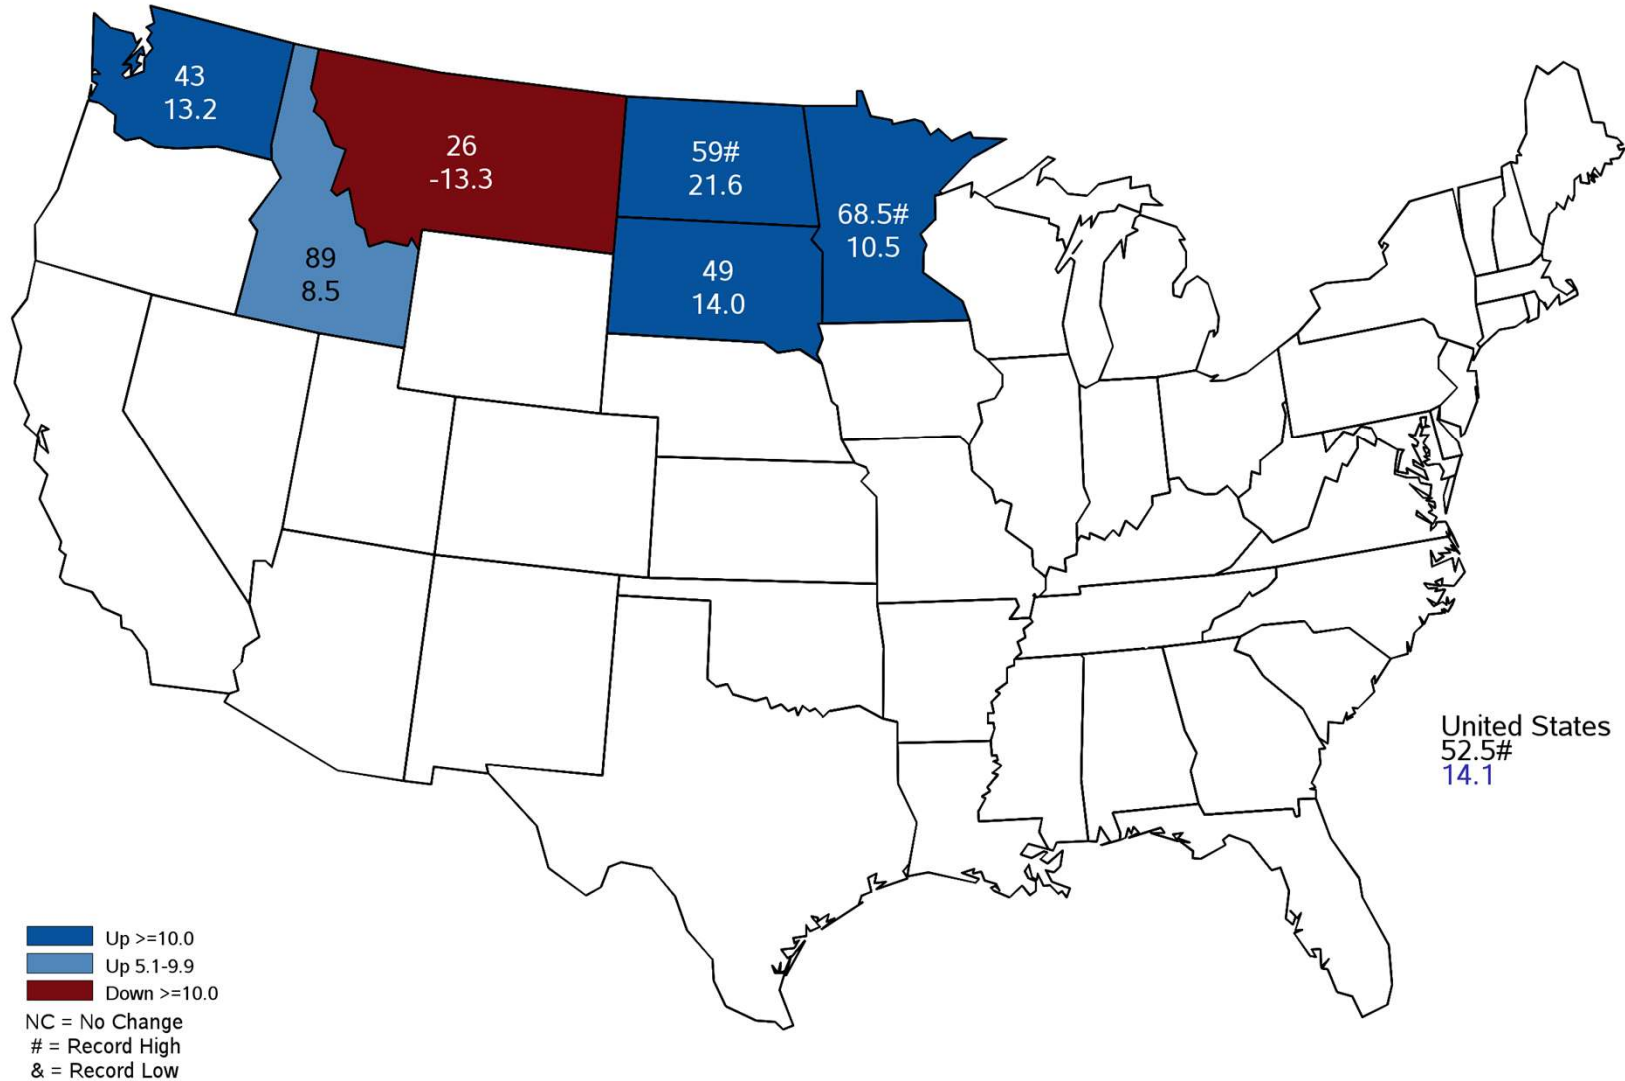 43
13.2
26
-13.3
59#
21.6
68.5#
10.5
89
8.5
49
14.0
United States
52.5#
14.1
Up >=10.0
Up 5.1-9.9
Down >=10.0
NC = No Change
# = Record High
& = Record Low